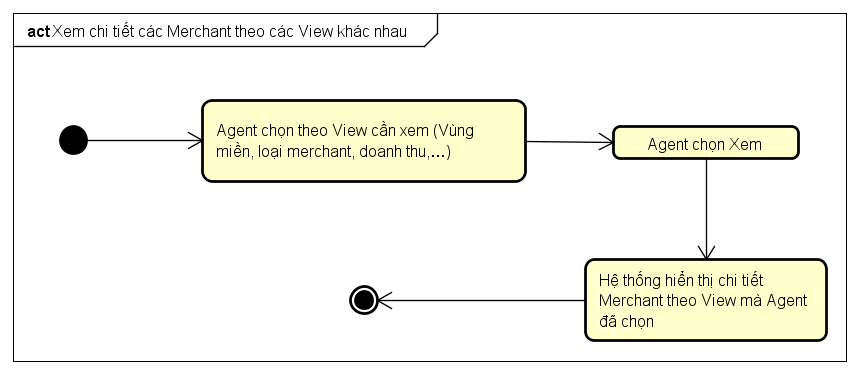 act Xem chi tiết các Merchant theo các View khác nhau
Agent chọn theo View cần xem (Vùng
miền, loại merchant, doanh thu,...)
Agent chọn Xem
Hệ thống hiển thị chi tiết
Merchant theo View mà Agent
đã chọn